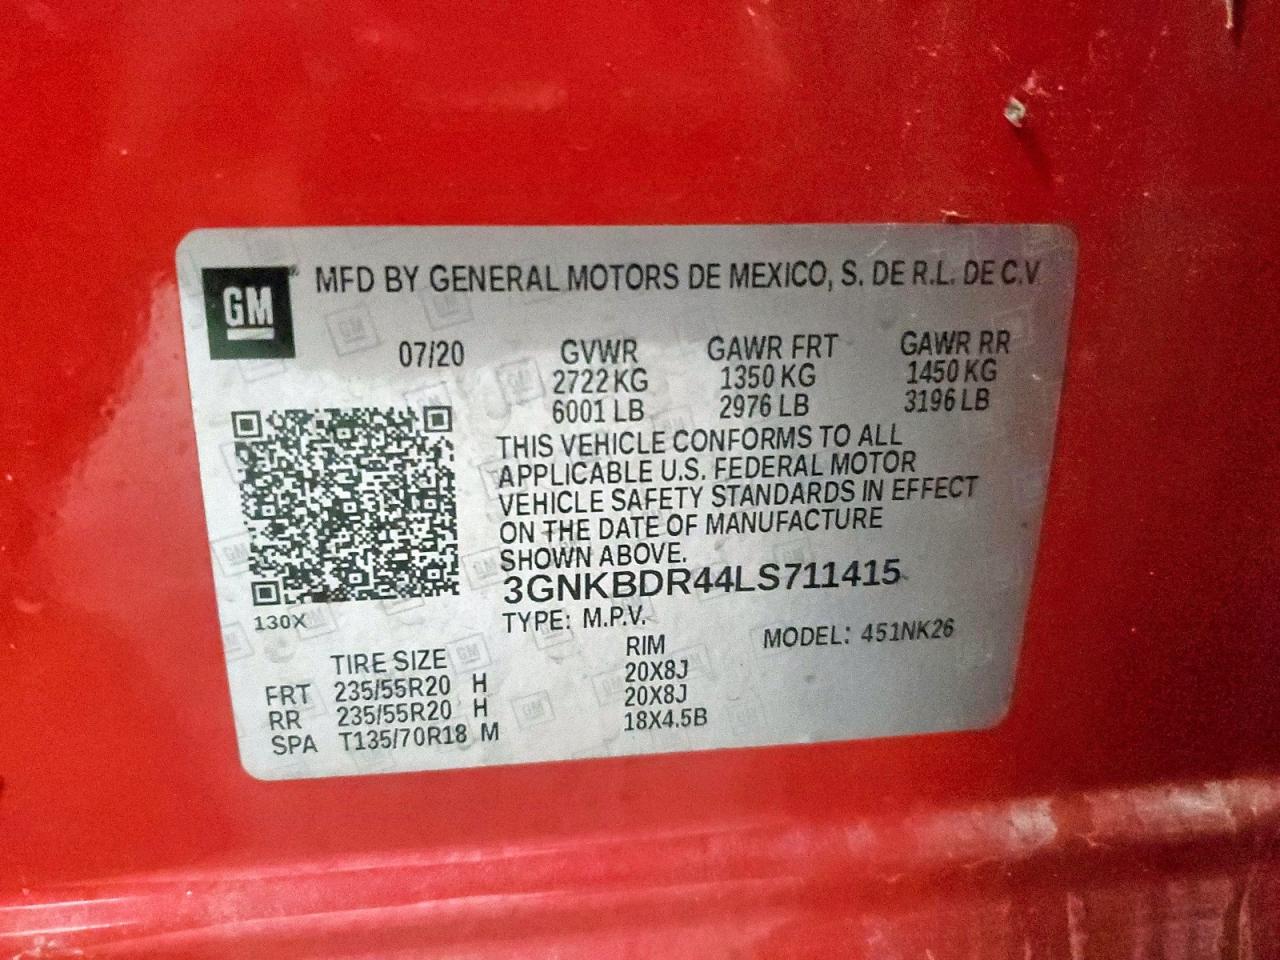 GM
MFD BY GENERAL MOTORS DE MEXICO, S. DE R.L. DE C.V.
07/20 GVWR GAWR FRT GAWR RR
2722 KG 1350 KG 1450 KG
6001 LB 2976 LB 3196 LB
THIS VEHICLE CONFORMS TO ALL
APPLICABLE U.S. FEDERAL MOTOR
VEHICLE SAFETY STANDARDS IN EFFECT
ON THE DATE OF MANUFACTURE
SHOWN ABOVE.
3GNKBDR44LS711415
130X
TYPE: M.P.V.
MODEL: 451NK26
TIRE SIZE RIM
FRT 235/55R20 H 20X8J
RR 235/55R20 H 20X8J
SPA T135/70R18 M 18X4.5B